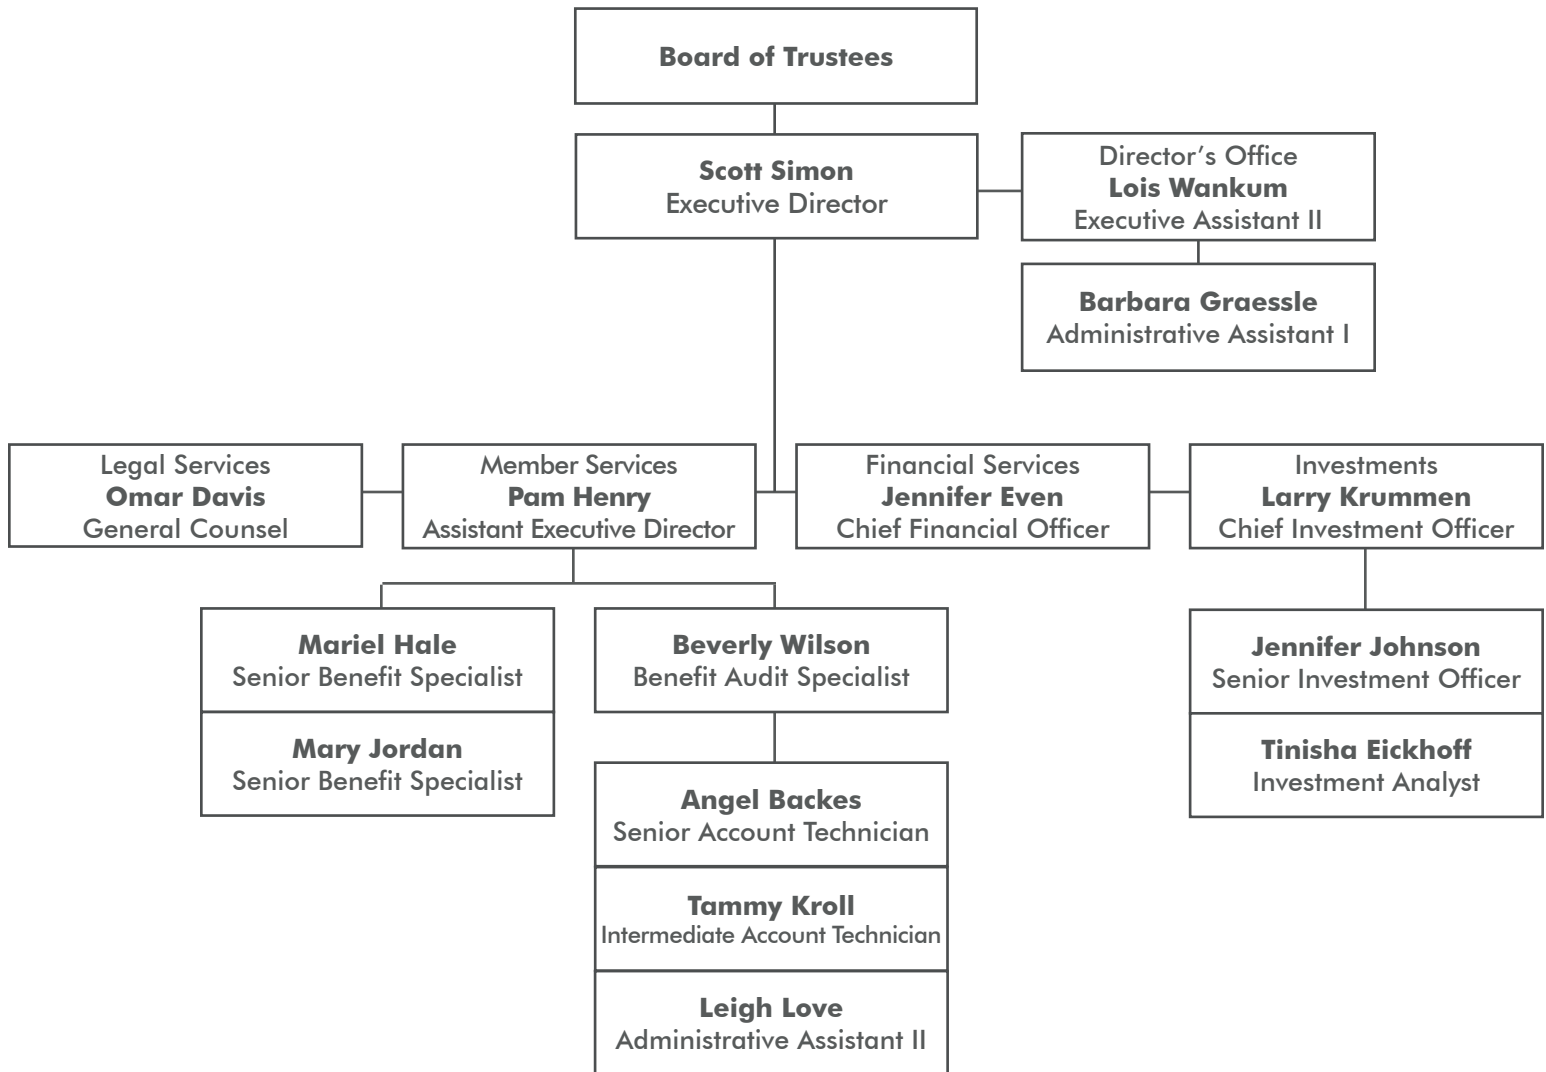 Board of Trustees
Scott Simon
Executive Director
Director’s Office
Lois Wankum
Executive Assistant II
Barbara Graessle
Administrative Assistant I
Legal Services
Omar Davis
General Counsel
Member Services
Pam Henry
Assistant Executive Director
Financial Services
Jennifer Even
Chief Financial Officer
Investments
Larry Krummen
Chief Investment Officer
Mariel Hale
Senior Benefit Specialist
Mary Jordan
Senior Benefit Specialist
Beverly Wilson
Benefit Audit Specialist
Angel Backes
Senior Account Technician
Tammy Kroll
Intermediate Account Technician
Leigh Love
Administrative Assistant II
Jennifer Johnson
Senior Investment Officer
Tinisha Eickhoff
Investment Analyst